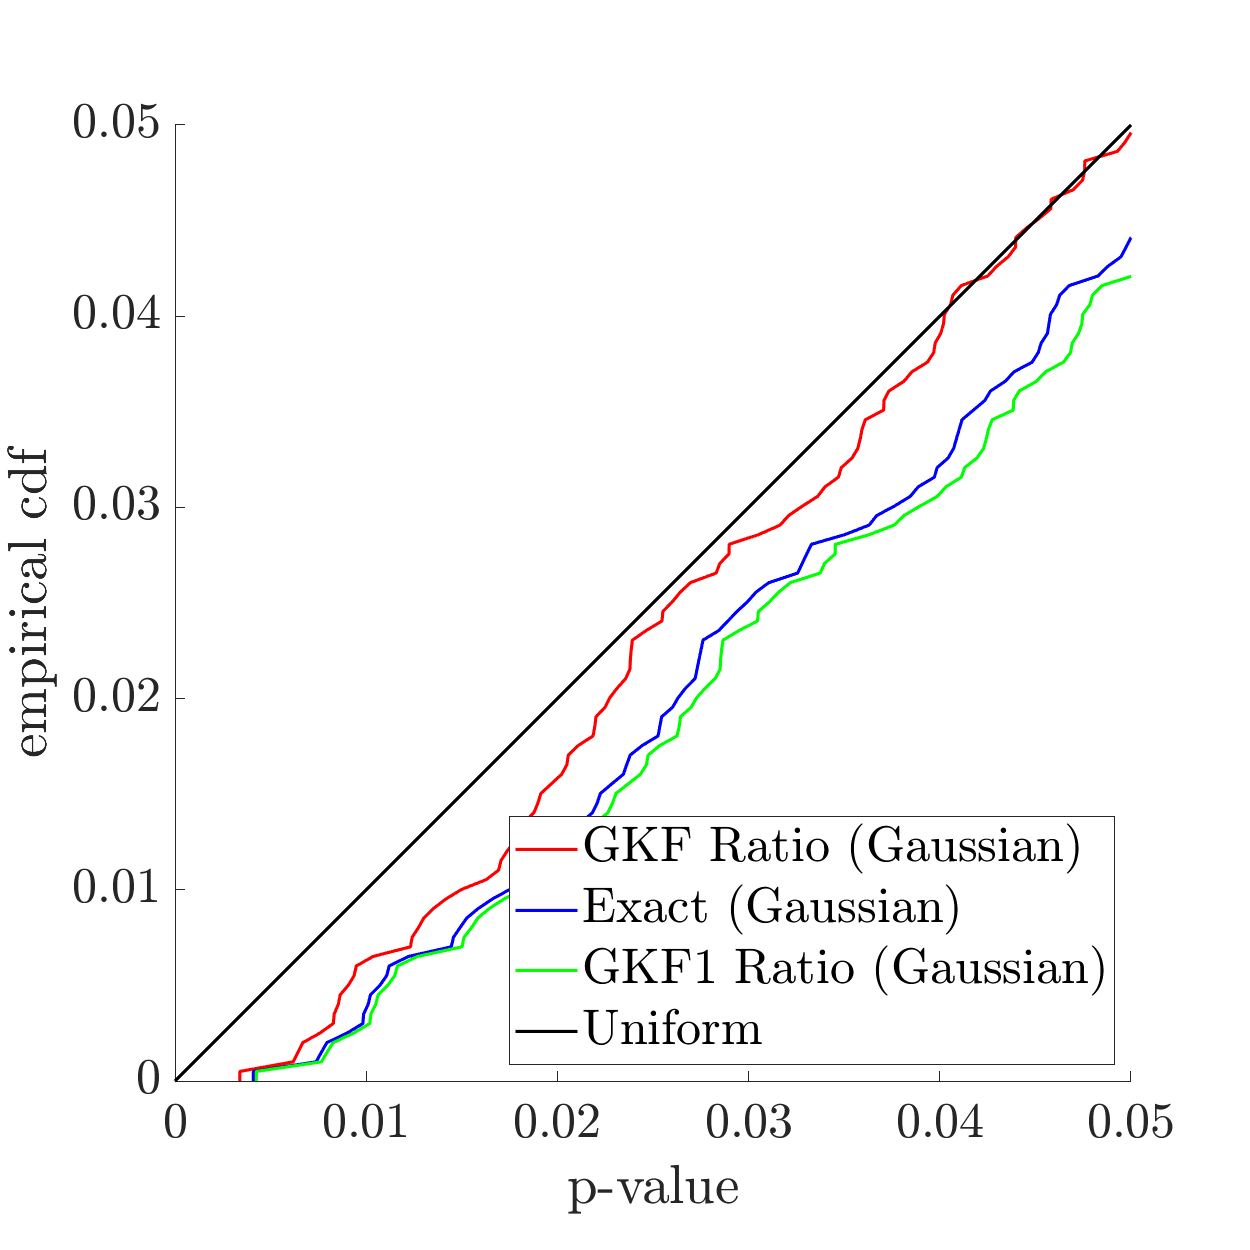 0.05
0.04
0.03
0.02
0.01
0
empirical cdf
GKF Ratio (Gaussian)
Exact (Gaussian)
GKF1 Ratio (Gaussian)
Uniform
0 0.01 0.02 0.03 0.04 0.05
p-value